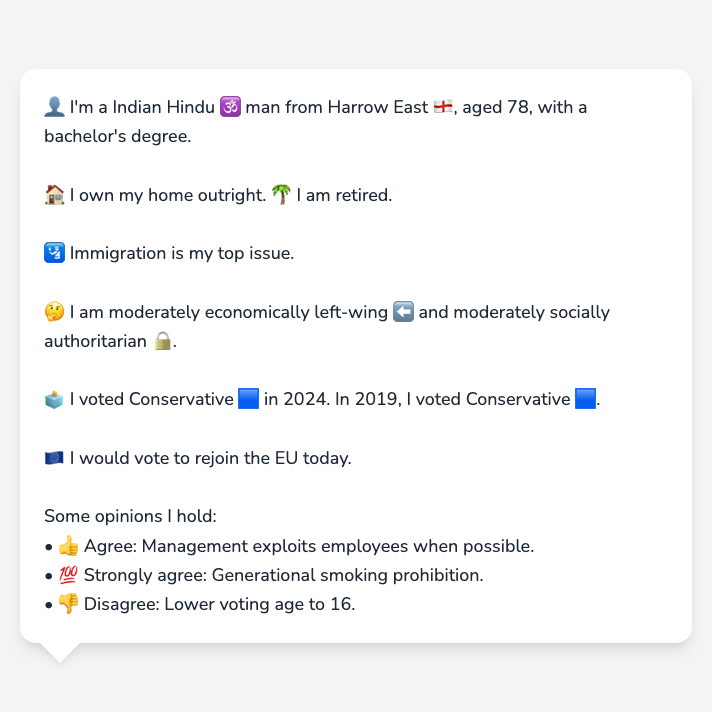 👤 I'm a Indian Hindu 🕉️ man from Harrow East 🏴󠁧󠁢󠁥󠁮󠁧󠁿, aged 78, with a
bachelor's degree.
🏠 I own my home outright. 🌴 I am retired.
🛂 Immigration is my top issue.
🤔 I am moderately economically left-wing ⬅️ and moderately socially
authoritarian 🔒.
🗳️ I voted Conservative 🟦 in 2024. In 2019, I voted Conservative 🟦.
🇪🇺 I would vote to rejoin the EU today.
Some opinions I hold:
• 👍 Agree: Management exploits employees when possible.
• 💯 Strongly agree: Generational smoking prohibition.
• 👎 Disagree: Lower voting age to 16.